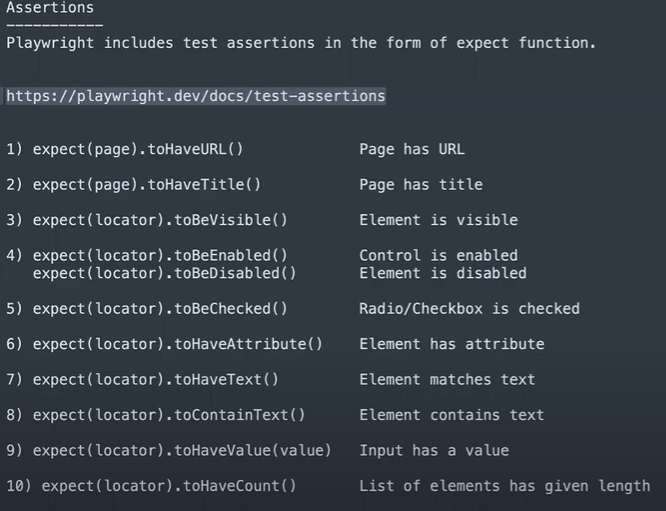 Assertions
-----------
Playwright includes test assertions in the form of expect function.
https://playwright.dev/docs/test-assertions
1) expect(page).toHaveURL() Page has URL
2) expect(page).toHaveTitle() Page has title
3) expect(locator).toBeVisible() Element is visible
4) expect(locator).toBeEnabled() Control is enabled
expect(locator).toBeDisabled() Element is disabled
5) expect(locator).toBeChecked() Radio/Checkbox is checked
6) expect(locator).toHaveAttribute() Element has attribute
7) expect(locator).toHaveText() Element matches text
8) expect(locator).toContainText() Element contains text
9) expect(locator).toHaveValue(value) Input has a value
10) expect(locator).toHaveCount() List of elements has given length